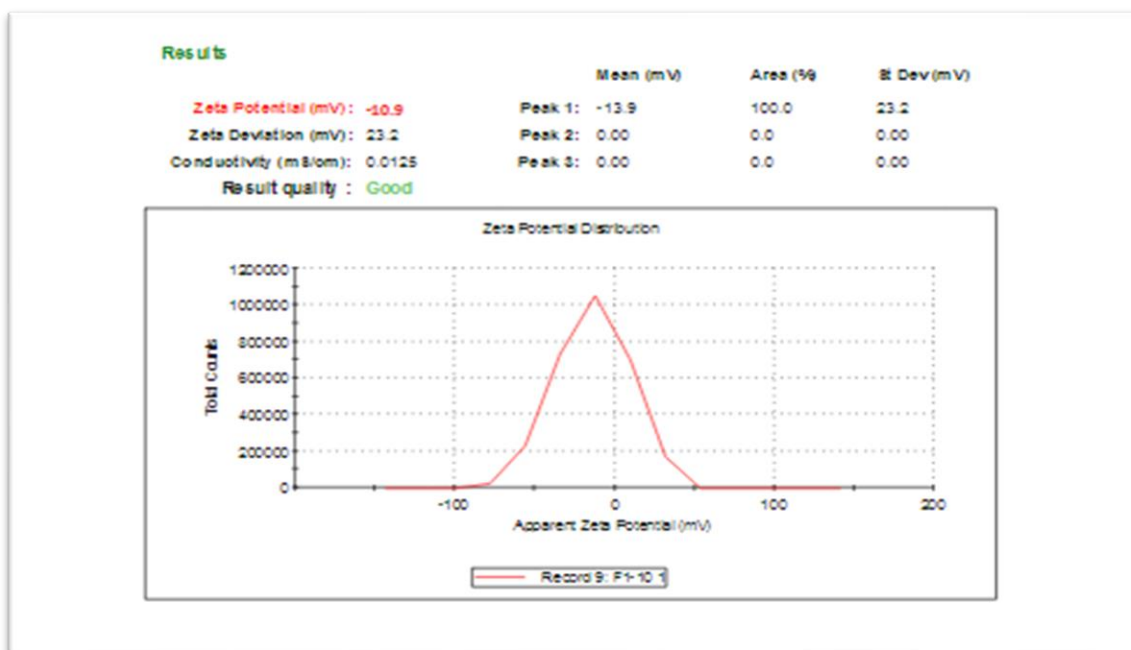 Results
Mean (mV) Area (%) St Dev (mV)
Zeta Potential (mV): -10.9 Peak 1: -13.9 100.0 23.2
Zeta Deviation (mV): 23.2 Peak 2: 0.00 0.0 0.00
Conductivity (mS/cm): 0.0125 Peak 3: 0.00 0.0 0.00
Result quality : Good
Zeta Potential Distribution
1200000
1000000
800000
600000
400000
200000
0
Total Counts
-100 0 100 200
Apparent Zeta Potential (mV)
Record 9: F1-10 1